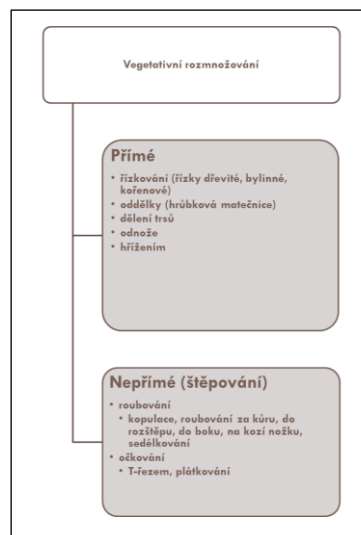 Vegetativní rozmnožování
Přímé
• řízkování (řízky dřevité, bylinné,
kořenové)
• oddělky (hrůbková matečnice)
• dělení trsů
• odnože
• hřížením
Nepřímé (štěpování)
• roubování
• kopulace, roubování za kůru, do
rozštěpu, do boku, na kozí nožku,
sedélkování
• očkování
• T-řezem, plátkování